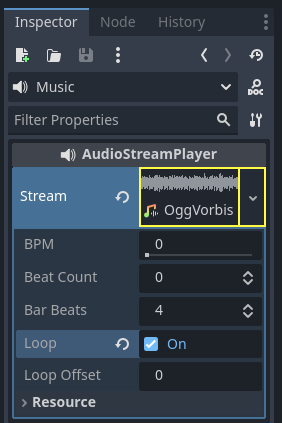 Inspector Node History
Music
DOC
Filter Properties
AudioStreamPlayer
Stream OggVorbis
BPM 0
Beat Count 0
Bar Beats 4
Loop On
Loop Offset 0
Resource